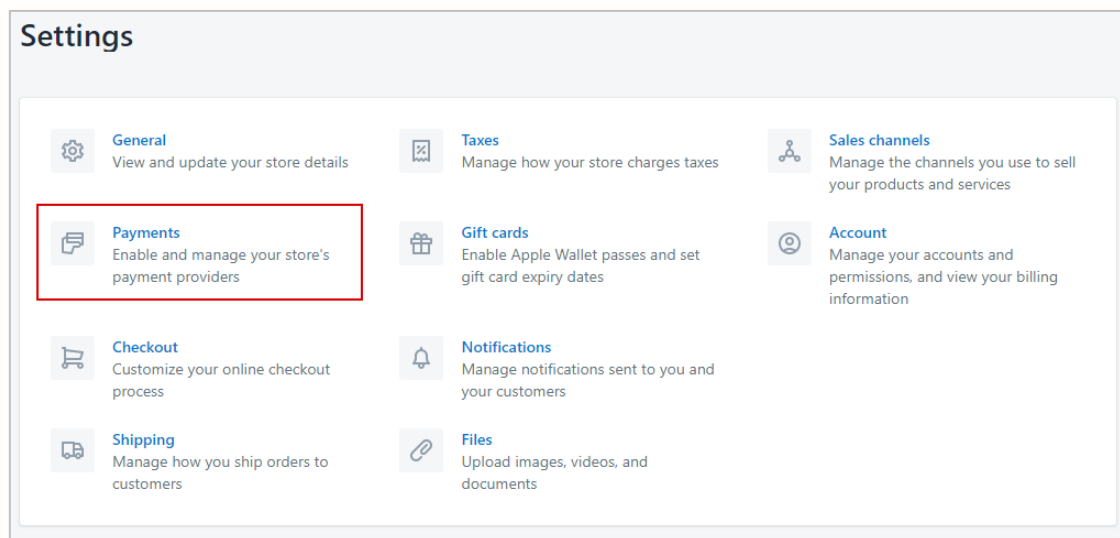 Settings
General
View and update your store details
Payments
Enable and manage your store's
payment providers
Checkout
Customize your online checkout
process
Shipping
Manage how you ship orders to
customers
Taxes
Manage how your store charges taxes
Gift cards
Enable Apple Wallet passes and set
gift card expiry dates
Notifications
Manage notifications sent to you and
your customers
Files
Upload images, videos, and
documents
Sales channels
Manage the channels you use to sell
your products and services
Account
Manage your accounts and
permissions, and view your billing
information